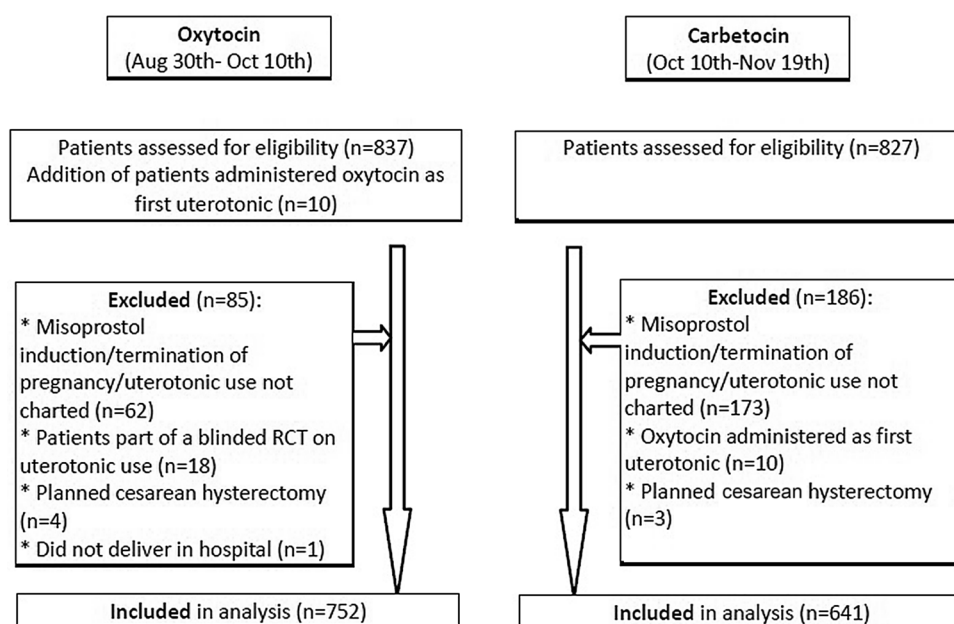 Oxytocin
(Aug 30th- Oct 10th)
Patients assessed for eligibility (n=837)
Addition of patients administered oxytocin as
first uterotonic (n=10)
Excluded (n=85):
* Misoprostol
induction/termination of
pregnancy/uterotonic use not
charted (n=62)
* Patients part of a blinded RCT on
uterotonic use (n=18)
* Planned cesarean hysterectomy
(n=4)
* Did not deliver in hospital (n=1)
Included in analysis (n=752)
Carbetocin
(Oct 10th-Nov 19th)
Patients assessed for eligibility (n=827)
Excluded (n=186):
* Misoprostol
induction/termination of
pregnancy/uterotonic use not
charted (n=173)
* Oxytocin administered as first
uterotonic (n=10)
* Planned cesarean hysterectomy
(n=3)
Included in analysis (n=641)